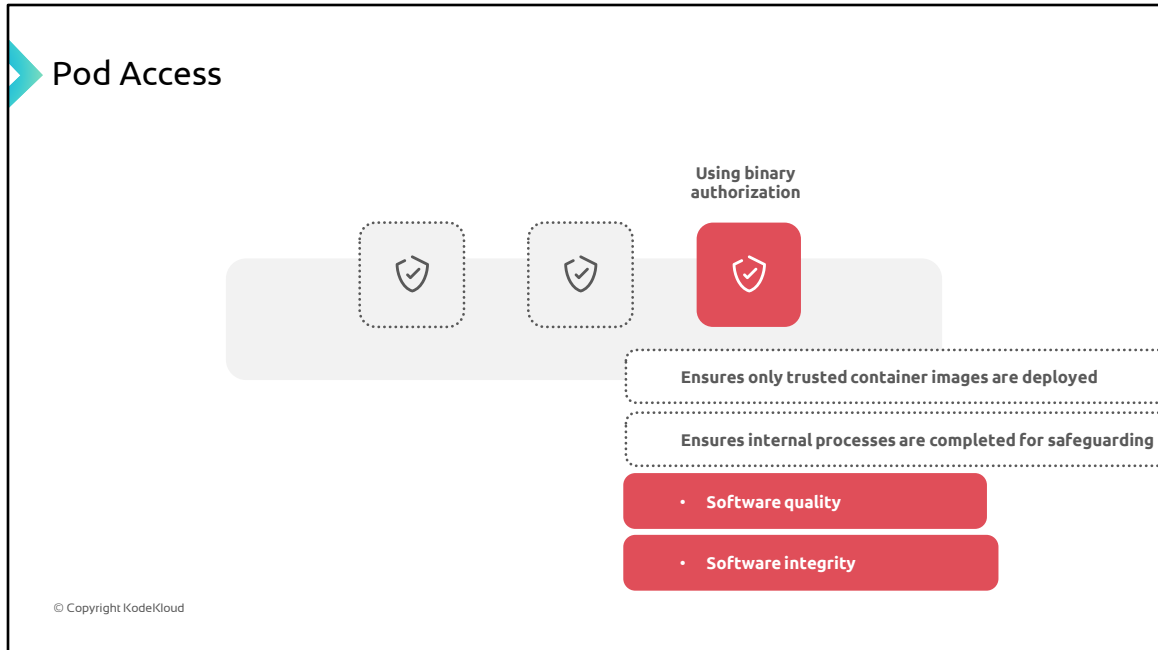 Pod Access
Using binary
authorization
Ensures only trusted container images are deployed
Ensures internal processes are completed for safeguarding
• Software quality
• Software integrity
© Copyright KodeKloud